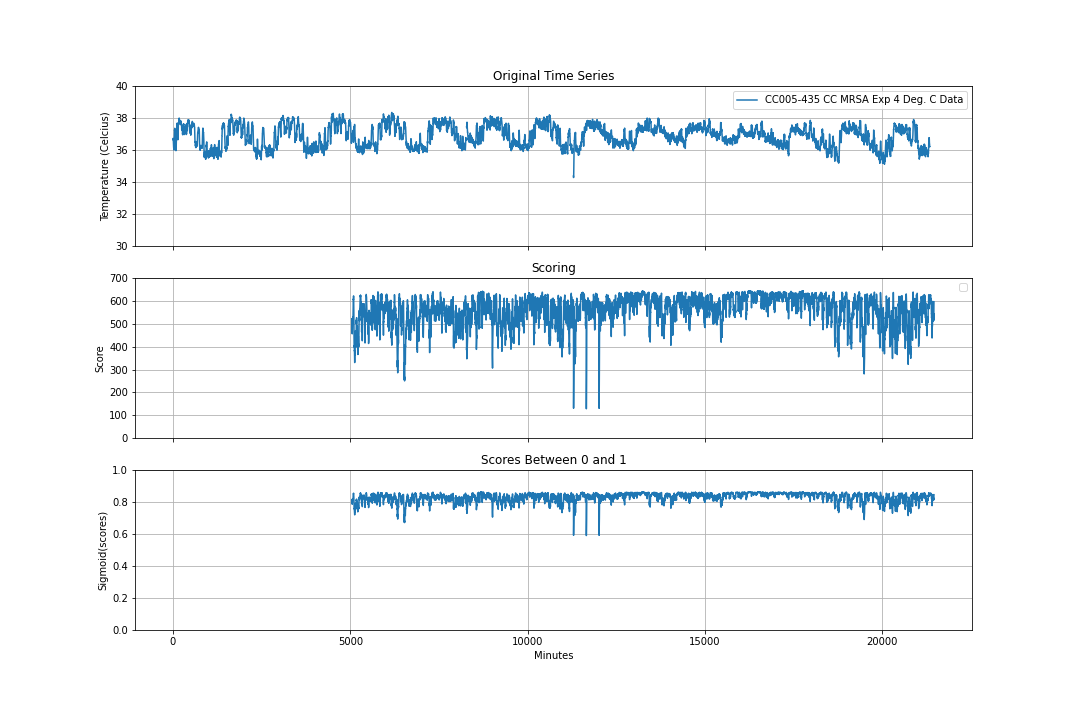 Original Time Series
CC005-435 CC MRSA Exp 4 Deg. C Data
Temperature (Celcius)
40
38
36
34
32
30
Scoring
Score
700
600
500
400
300
200
100
0
Scores Between 0 and 1
Sigmoid(scores)
1.0
0.8
0.6
0.4
0.2
0.0
0 5000 10000 15000 20000
Minutes